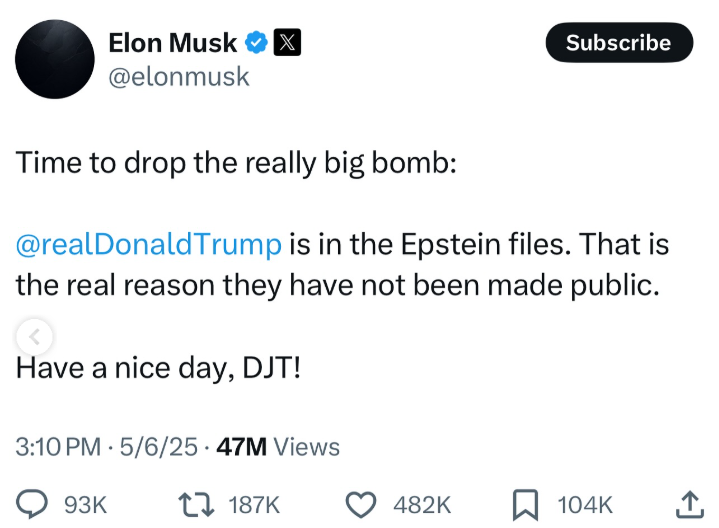 Elon Musk
Subscribe
@elonmusk
Time to drop the really big bomb:
@realDonaldTrump is in the Epstein files. That is
the real reason they have not been made public.
Have a nice day, DJT!
3:10 PM · 5/6/25 · 47M Views
93K 187K 482K 104K